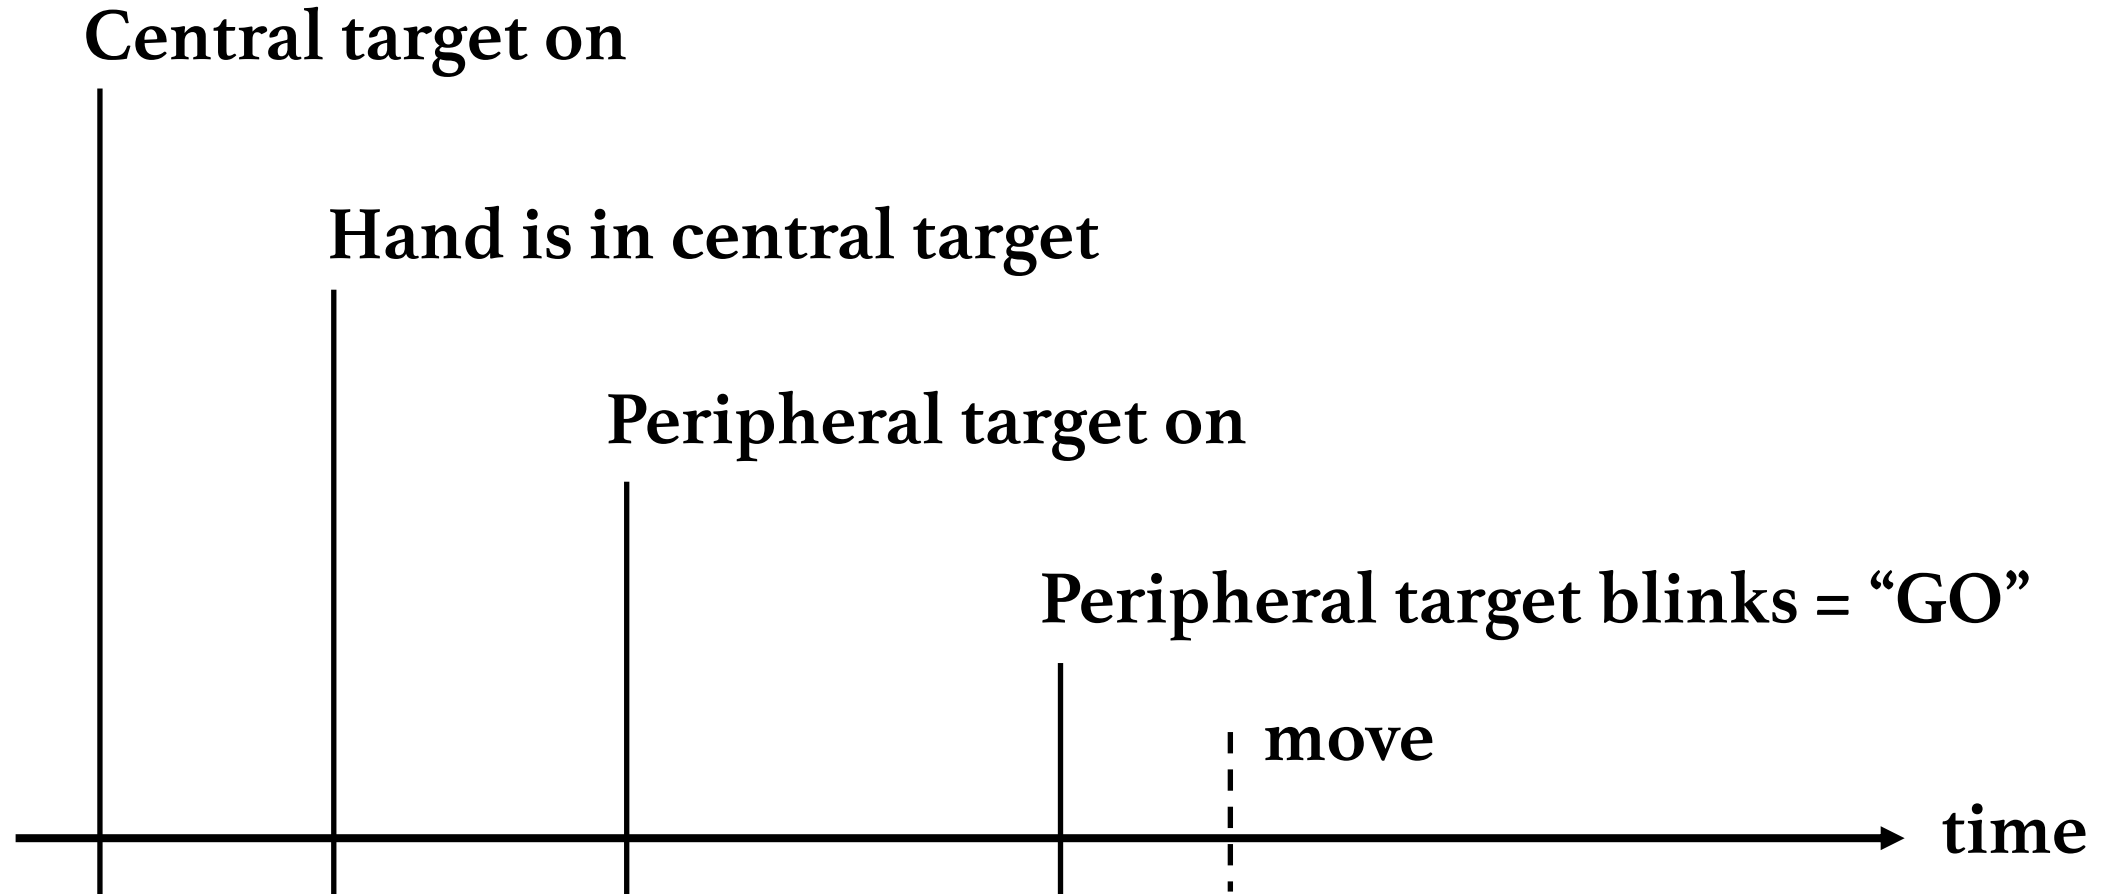 Central target on
Hand is in central target
Peripheral target on
Peripheral target blinks = “GO”
move
time